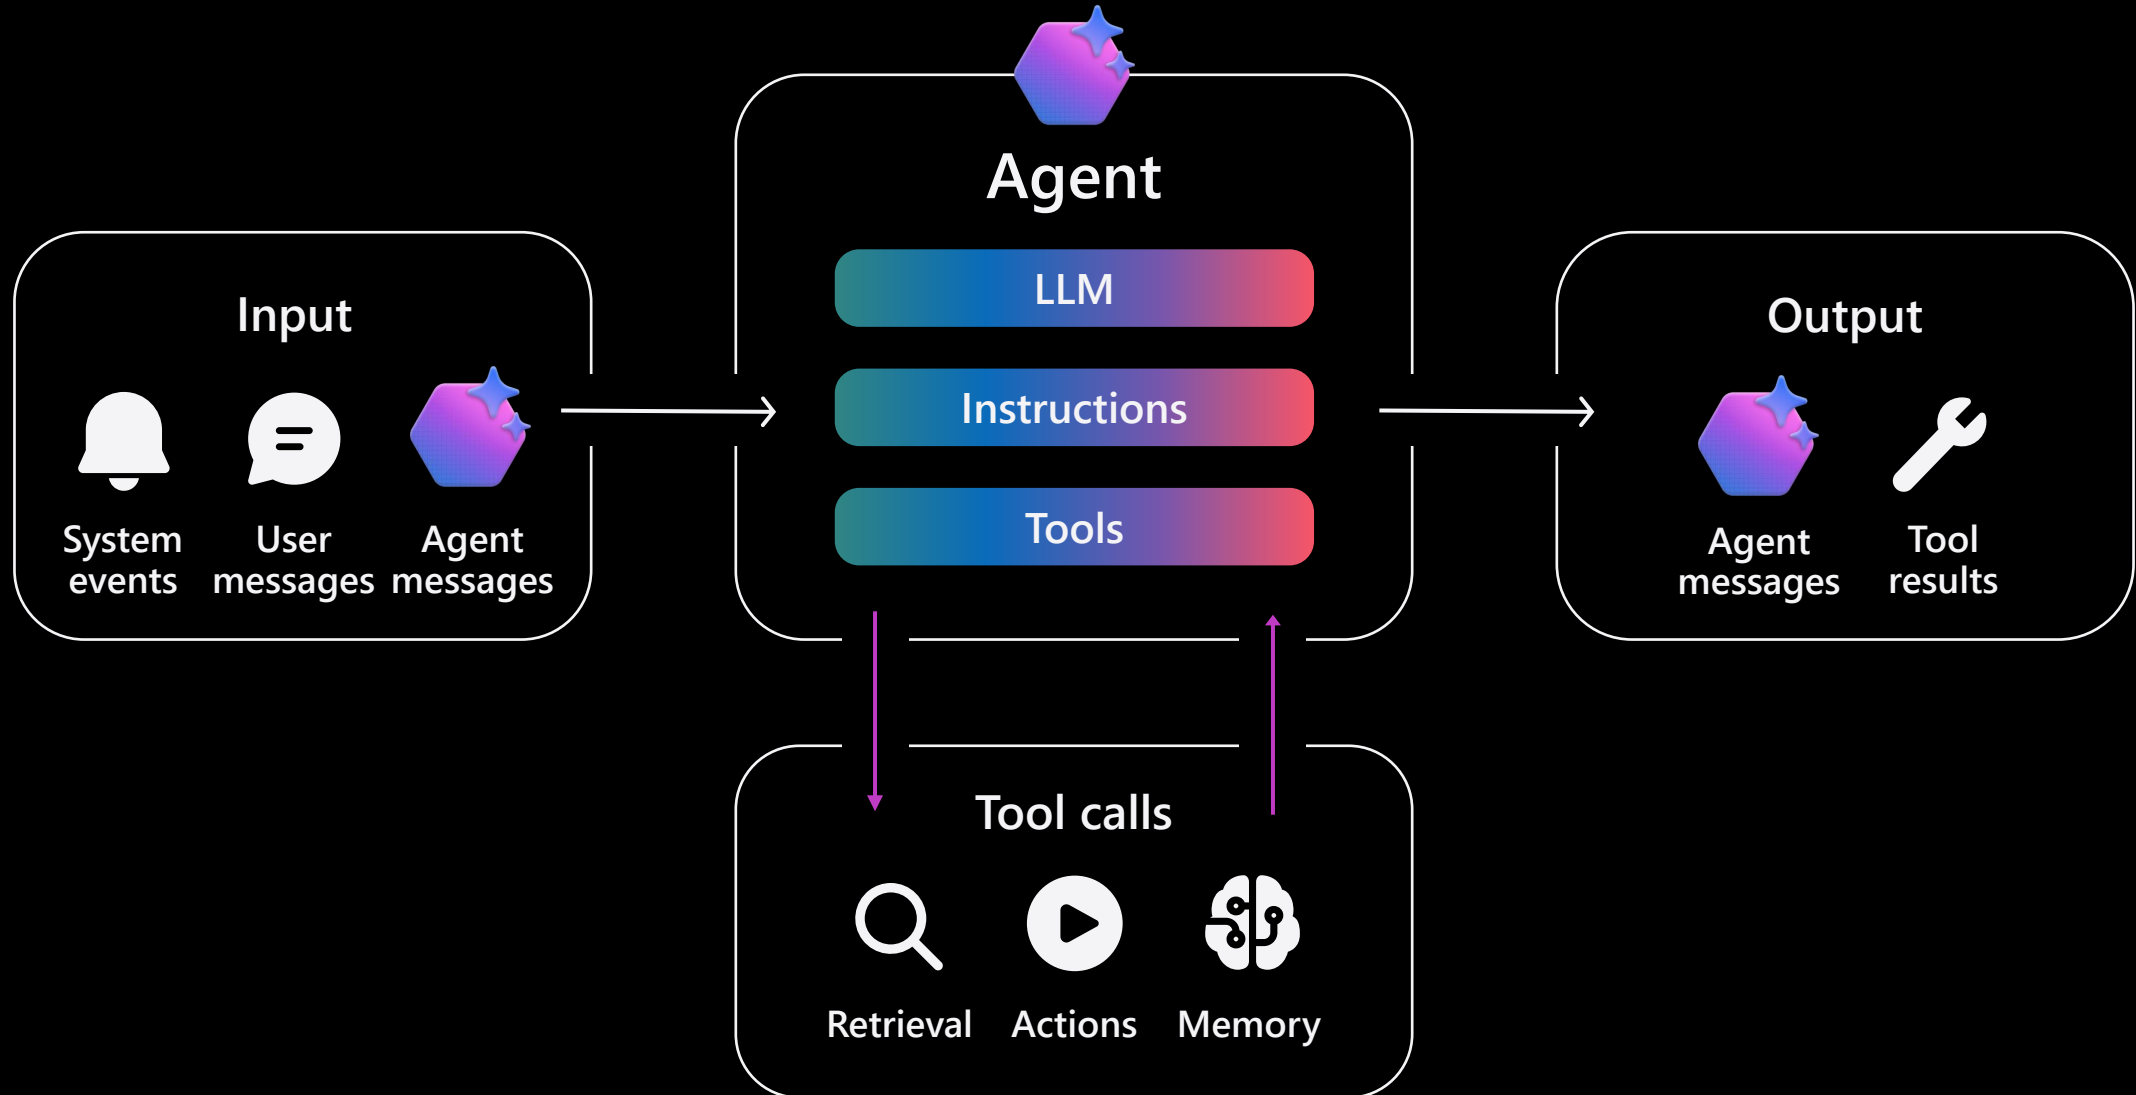 Agent
LLM
Instructions
Tools
Input
System
events
User
messages
Agent
messages
Output
Agent
messages
Tool
results
Tool calls
Retrieval
Actions
Memory